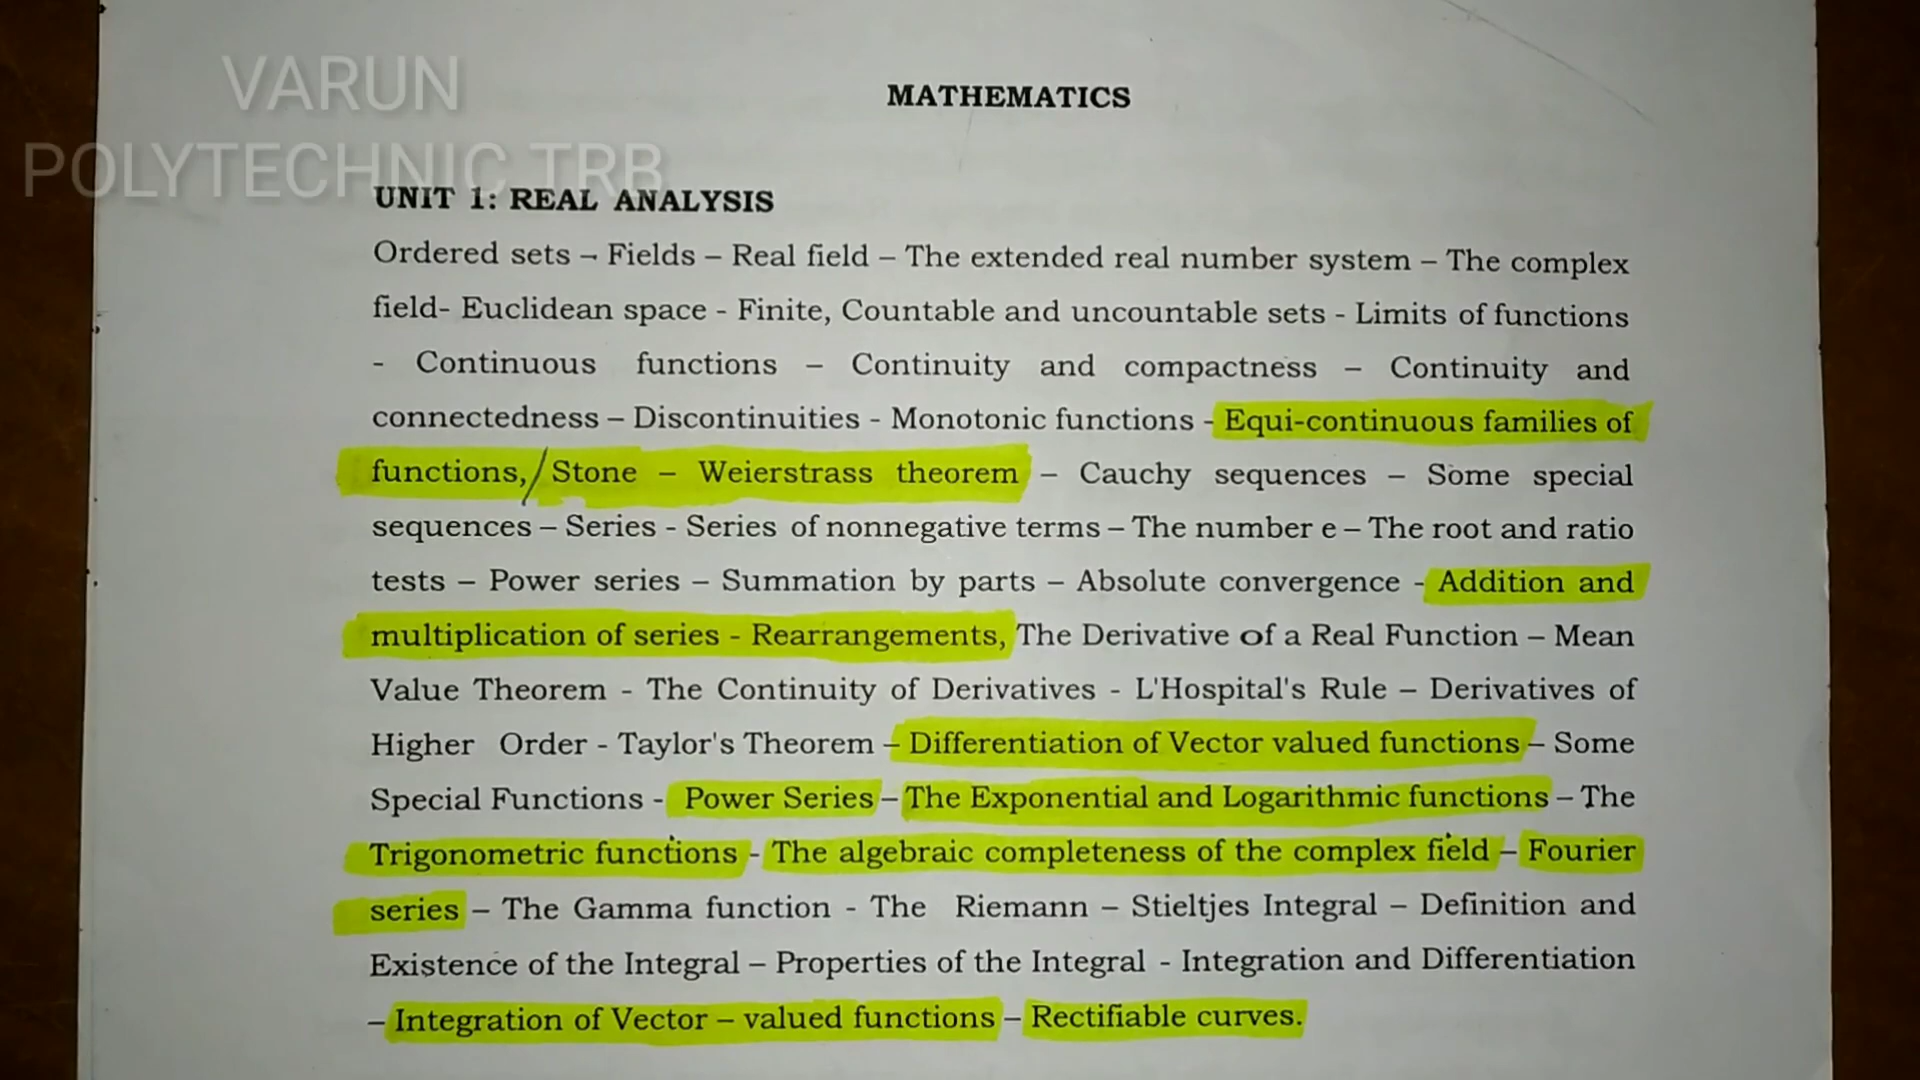 VARUN
POLYTECHNIC TRB
MATHEMATICS
UNIT 1: REAL ANALYSIS
Ordered sets – Fields – Real field – The extended real number system – The complex
field- Euclidean space - Finite, Countable and uncountable sets - Limits of functions
- Continuous functions – Continuity and compactness – Continuity and
connectedness – Discontinuities - Monotonic functions - Equi-continuous families of
functions,/ Stone – Weierstrass theorem – Cauchy sequences – Some special
sequences – Series - Series of nonnegative terms – The number e – The root and ratio
tests – Power series – Summation by parts – Absolute convergence - Addition and
multiplication of series - Rearrangements, The Derivative of a Real Function – Mean
Value Theorem - The Continuity of Derivatives - L'Hospital's Rule – Derivatives of
Higher Order - Taylor's Theorem – Differentiation of Vector valued functions – Some
Special Functions - Power Series – The Exponential and Logarithmic functions – The
Trigonometric functions - The algebraic completeness of the complex field – Fourier
series – The Gamma function - The Riemann – Stieltjes Integral – Definition and
Existence of the Integral – Properties of the Integral - Integration and Differentiation
– Integration of Vector – valued functions – Rectifiable curves.